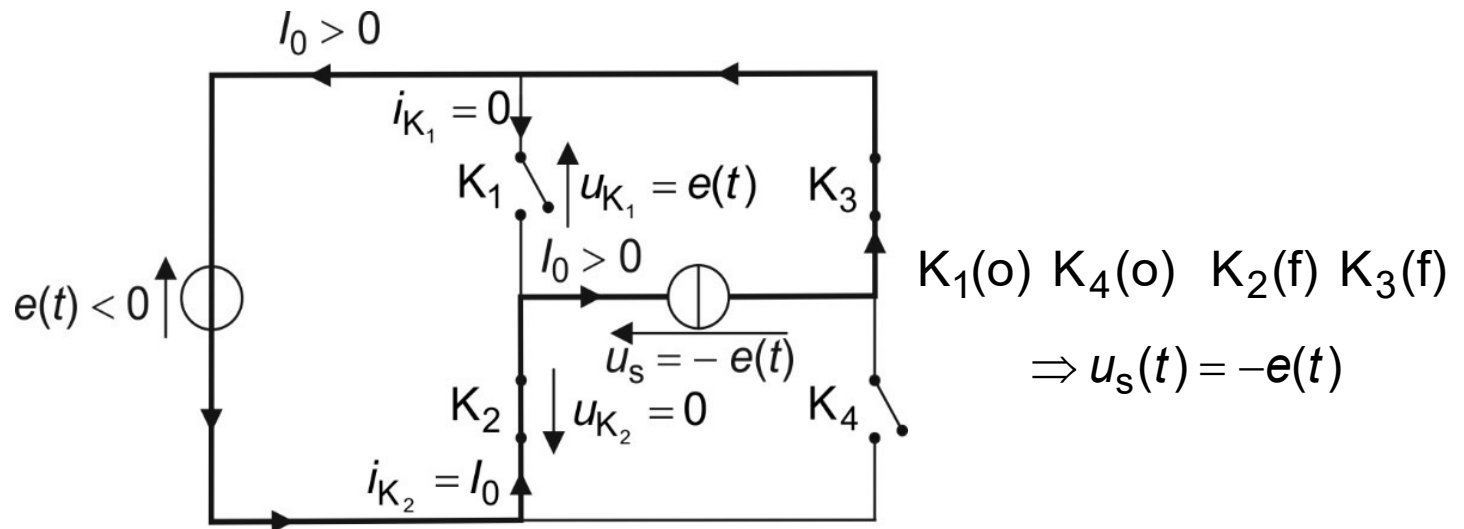 I₀ > 0
i_K₁ = 0
K₁
u_K₁ = e(t)
K₃
I₀ > 0
K₁(o) K₄(o) K₂(f) K₃(f)
e(t) < 0
u_s = − e(t)
⇒ u_s(t) = −e(t)
K₂
u_K₂ = 0
K₄
i_K₂ = I₀